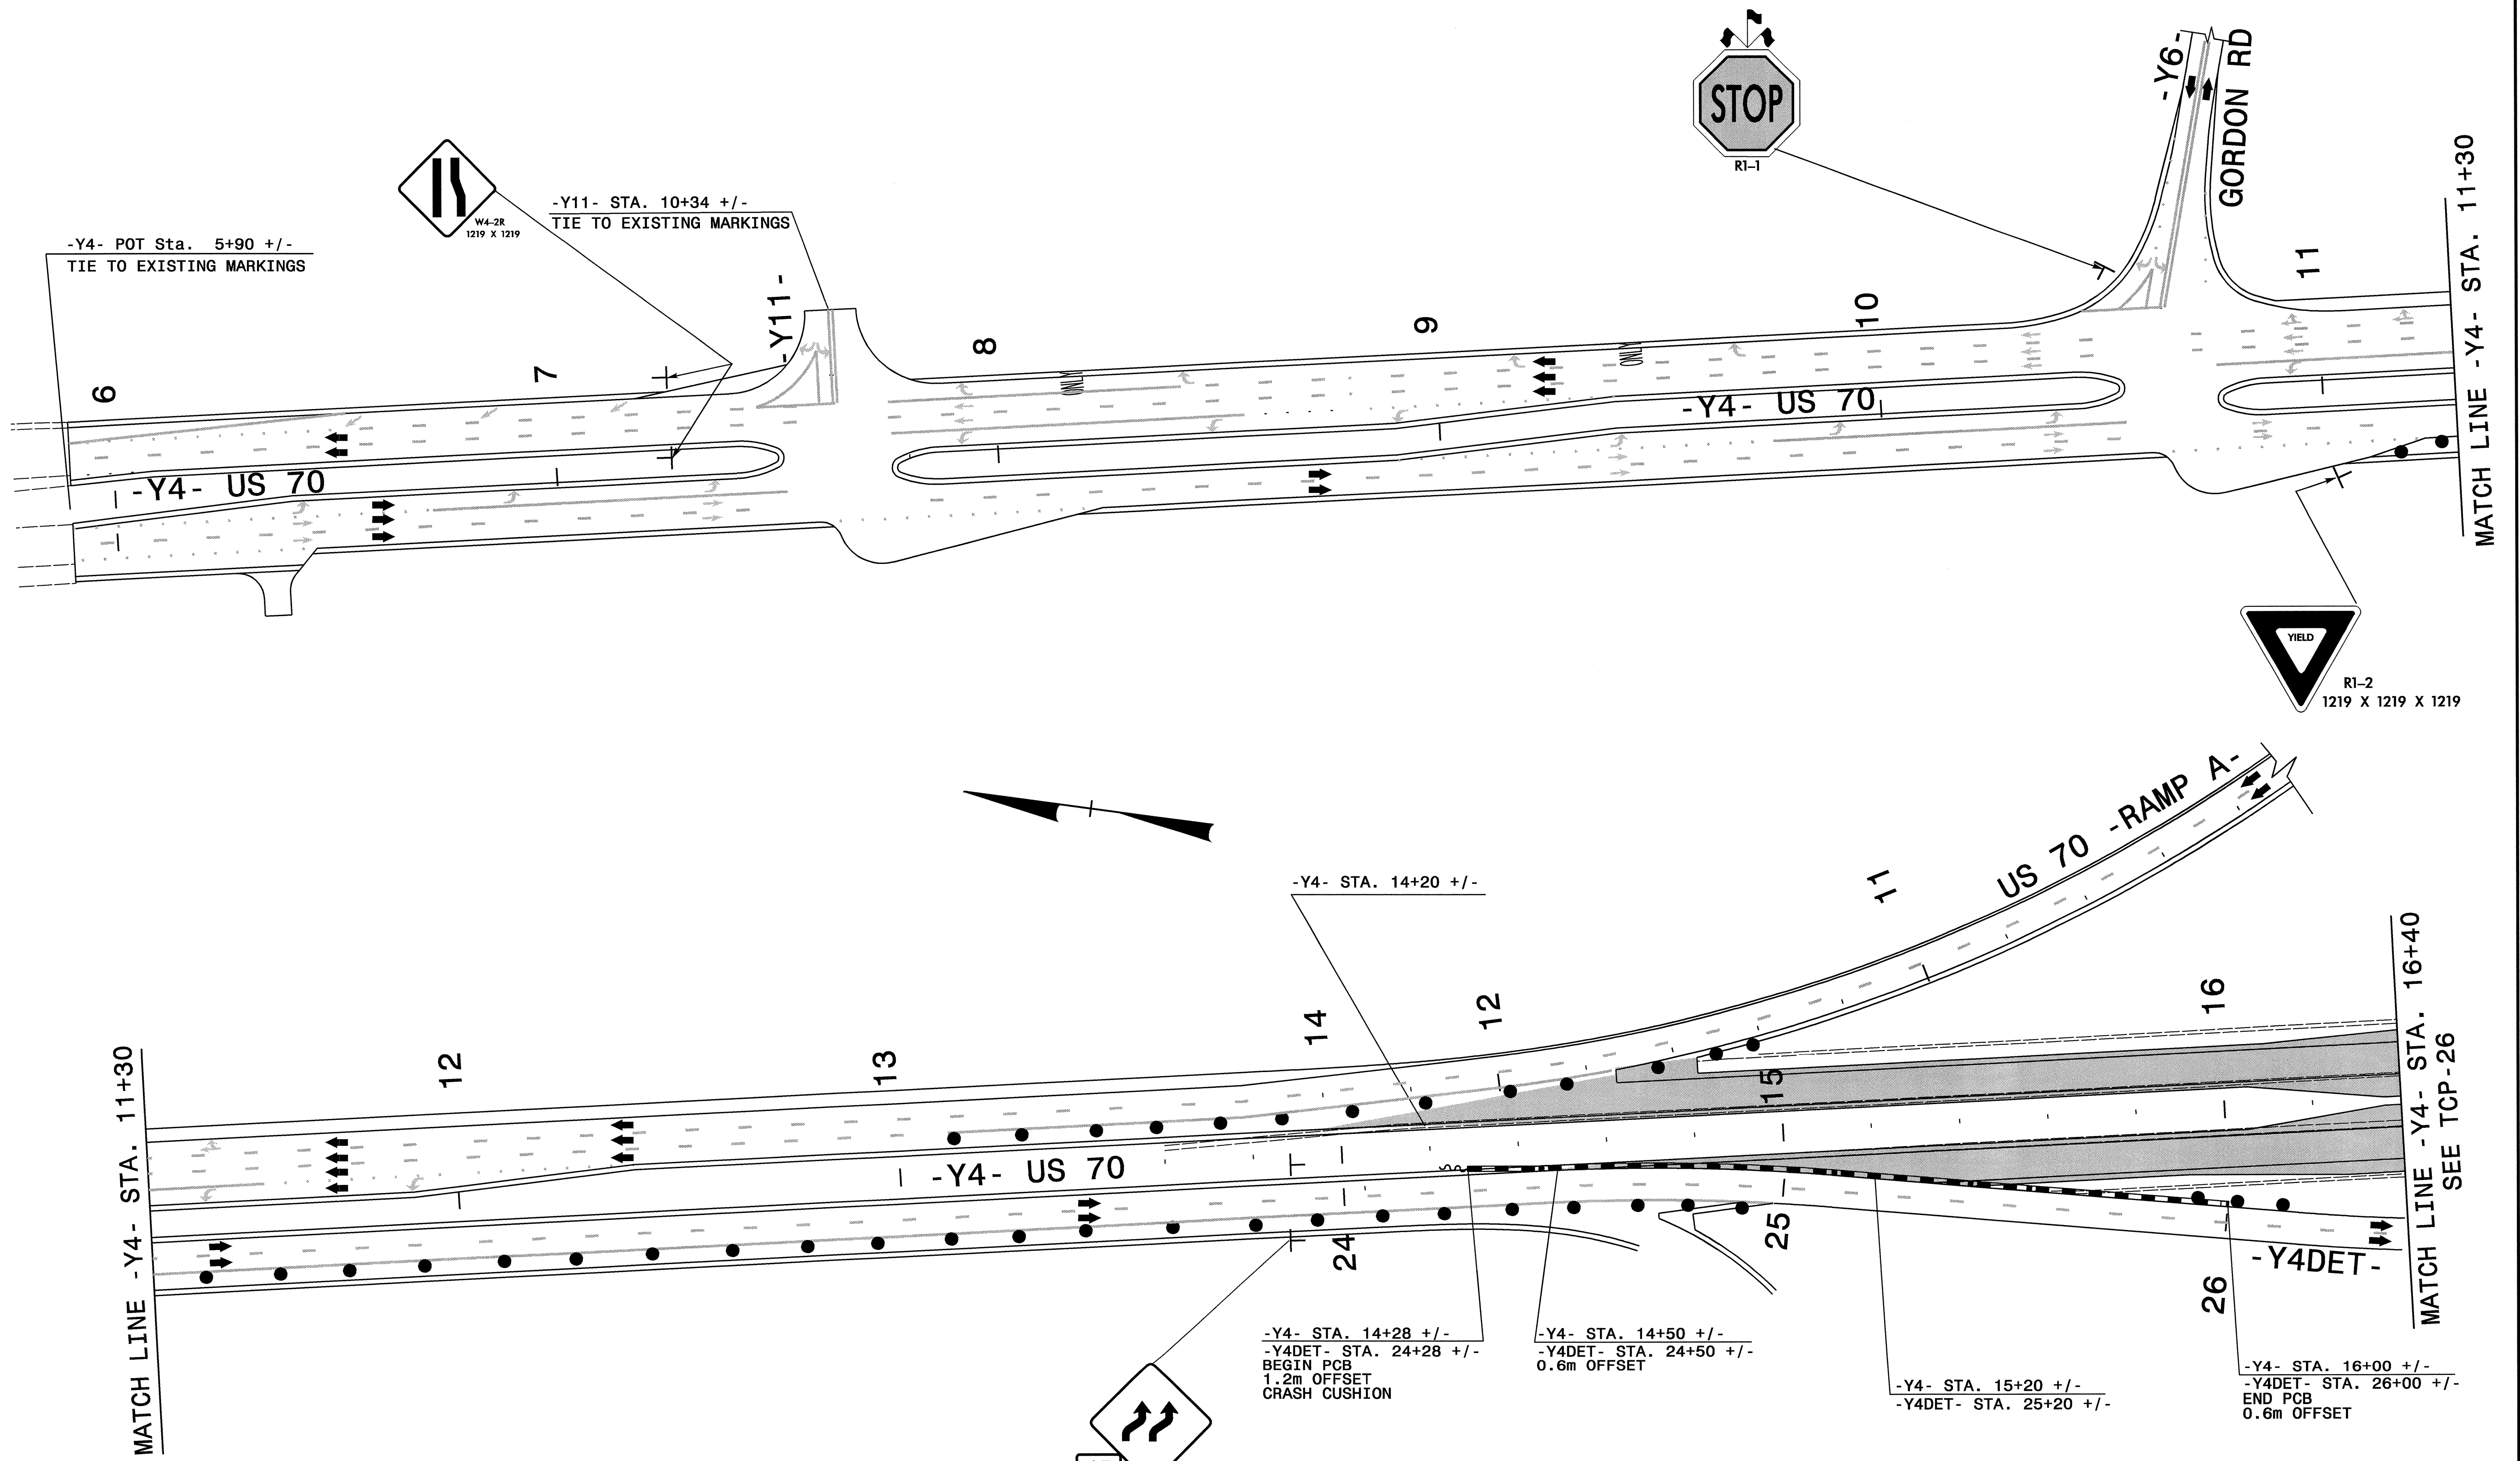 STOP
R1-1
-Y6-
GORDON RD
W4-2R
1219 X 1219
-Y11- STA. 10+34 +/-
TIE TO EXISTING MARKINGS
-Y4- POT Sta. 5+90 +/-
TIE TO EXISTING MARKINGS
-Y11-
6
7
8
9
10
11
ONLY
ONLY
-Y4- US 70
-Y4- US 70
MATCH LINE -Y4- STA. 11+30
YIELD
R1-2
1219 X 1219 X 1219
US 70 -RAMP A-
-Y4- STA. 14+20 +/-
11
12
MATCH LINE -Y4- STA. 11+30
12
13
14
15
16
-Y4- US 70
24
25
26
-Y4DET-
MATCH LINE -Y4- STA. 16+40
SEE TCP-26
-Y4- STA. 14+28 +/-
-Y4DET- STA. 24+28 +/-
BEGIN PCB
1.2m OFFSET
CRASH CUSHION
-Y4- STA. 14+50 +/-
-Y4DET- STA. 24+50 +/-
0.6m OFFSET
-Y4- STA. 15+20 +/-
-Y4DET- STA. 25+20 +/-
-Y4- STA. 16+00 +/-
-Y4DET- STA. 26+00 +/-
END PCB
0.6m OFFSET